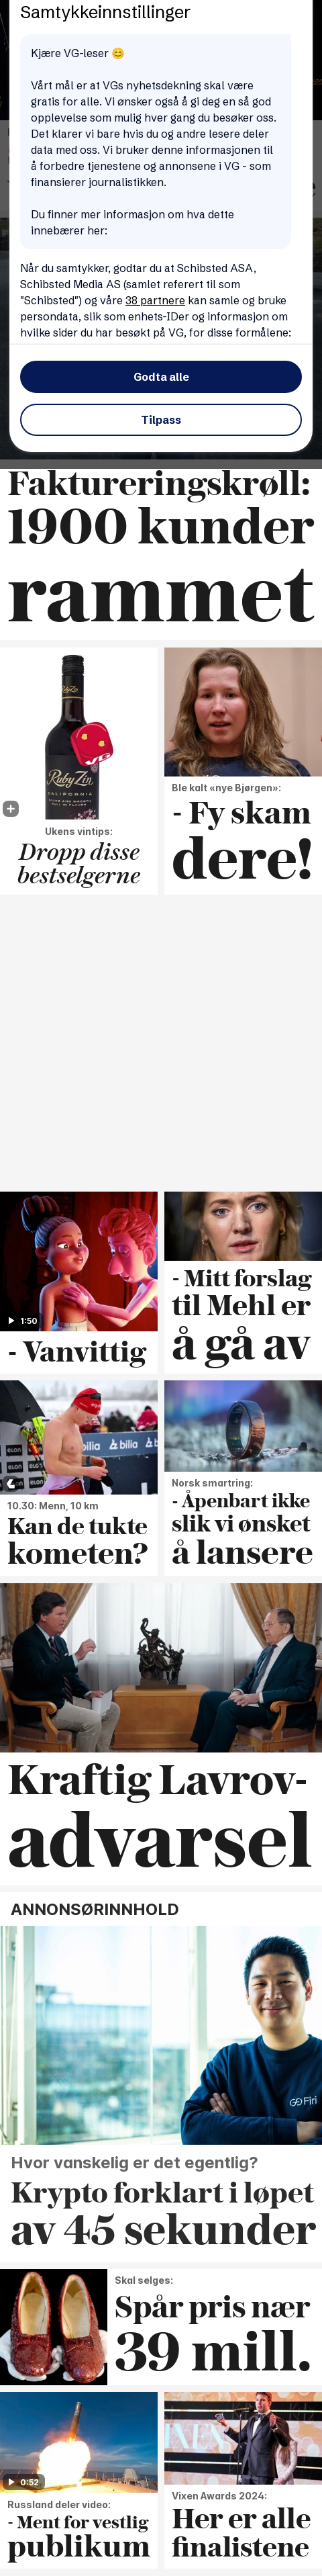 Samtykkeinnstillinger
Kjære VG-leser 😊
Vårt mål er at VGs nyhetsdekning skal være
gratis for alle. Vi ønsker også å gi deg en så god
opplevelse som mulig hver gang du besøker oss.
Det klarer vi bare hvis du og andre lesere deler
data med oss. Vi bruker denne informasjonen til
å forbedre tjenestene og annonsene i VG - som
finansierer journalistikken.
Du finner mer informasjon om hva dette
innebærer her:
Når du samtykker, godtar du at Schibsted ASA,
Schibsted Media AS (samlet referert til som
"Schibsted") og våre 38 partnere kan samle og bruke
persondata, slik som enhets-IDer og informasjon om
hvilke sider du har besøkt på VG, for disse formålene:
Godta alle
Tilpass
Faktureringskrøll:
1900 kunder
rammet
RubyZin
CALIFORNIA
VG
Ukens vintips:
Dropp disse
bestselgerne
Ble kalt «nye Bjørgen»:
- Fy skam
dere!
1:50
- Vanvittig
- Mitt forslag
til Mehl er
å gå av
elon
elon
bilia
bilia
10.30: Menn, 10 km
Kan de tukte
kometen?
Norsk smartring:
- Åpenbart ikke
slik vi ønsket
å lansere
Kraftig Lavrov-
advarsel
ANNONSØRINNHOLD
Firi
Hvor vanskelig er det egentlig?
Krypto forklart i løpet
av 45 sekunder
Skal selges:
Spår pris nær
39 mill.
0:52
Russland deler video:
- Ment for vestlig
publikum
Vixen Awards 2024:
Her er alle
finalistene